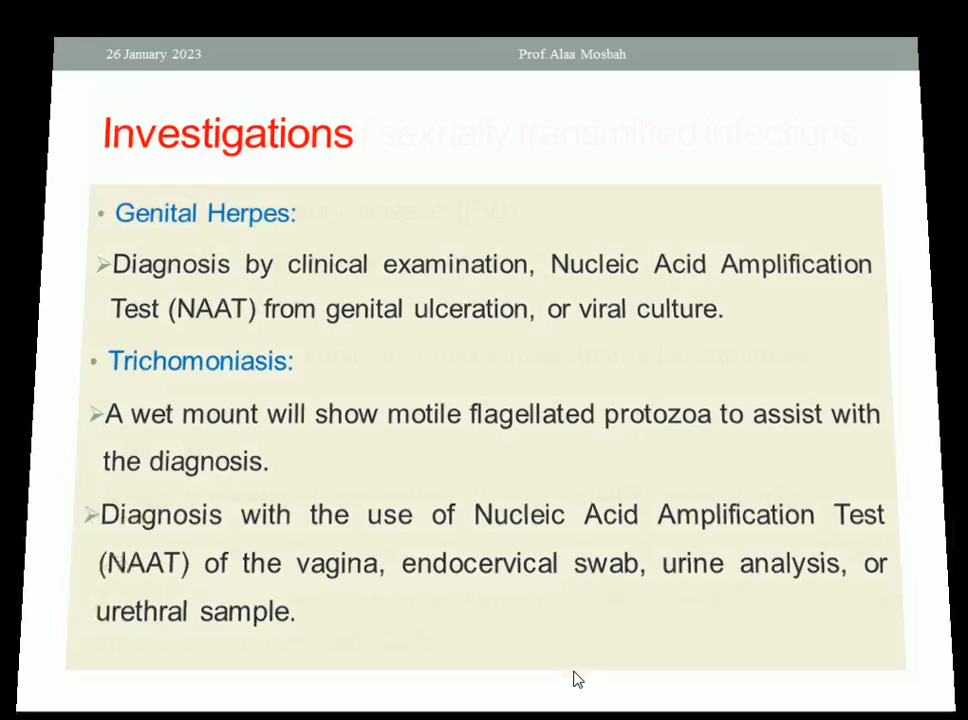 26 January 2023 Prof.Alaa Mosbah
Investigations
• Genital Herpes:
➢Diagnosis by clinical examination, Nucleic Acid Amplification
Test (NAAT) from genital ulceration, or viral culture.
• Trichomoniasis:
➢A wet mount will show motile flagellated protozoa to assist with
the diagnosis.
➢Diagnosis with the use of Nucleic Acid Amplification Test
(NAAT) of the vagina, endocervical swab, urine analysis, or
urethral sample.